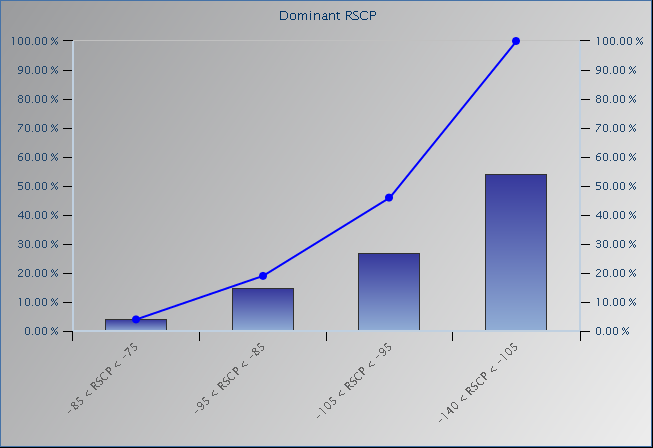 Dominant RSCP
100.00 % 100.00 %
90.00 % 90.00 %
80.00 % 80.00 %
70.00 % 70.00 %
60.00 % 60.00 %
50.00 % 50.00 %
40.00 % 40.00 %
30.00 % 30.00 %
20.00 % 20.00 %
10.00 % 10.00 %
0.00 % 0.00 %
-85 < RSCP < -75
-95 < RSCP < -85
-105 < RSCP < -95
-140 < RSCP < -105